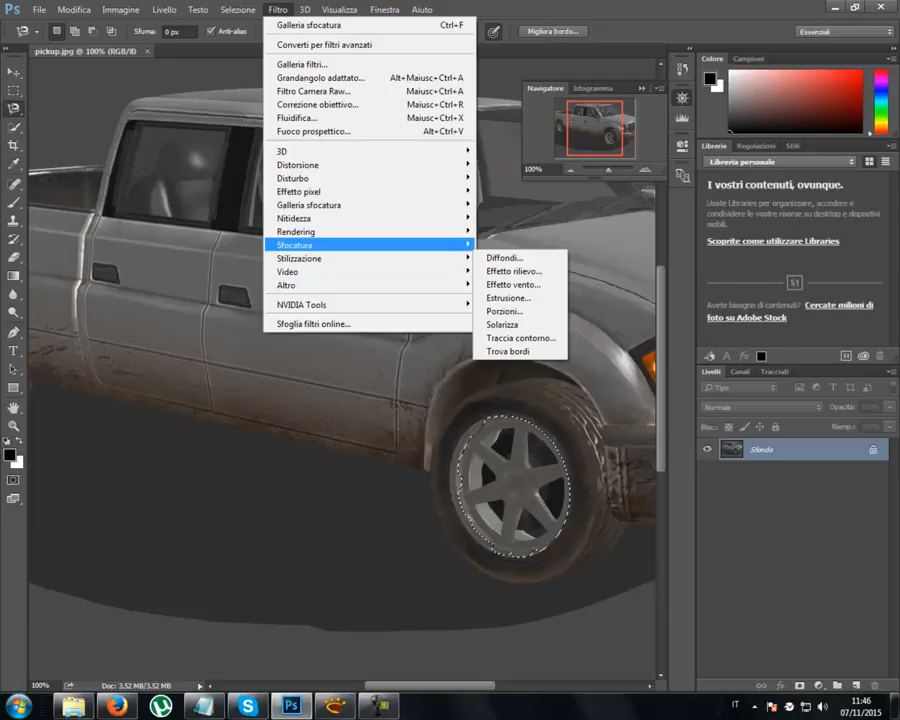 Ps File Modifica Immagine Livello Testo Selezione Filtro 3D Visualizza Finestra Aiuto
Sfuma: 0 px Anti-alias Migliora bordo... Essenziali
pickup.jpg @ 100% (RGB/8) ×
Galleria sfocatura Ctrl+F
Converti per filtri avanzati
Galleria filtri...
Grandangolo adattato... Alt+Maiusc+Ctrl+A
Filtro Camera Raw... Maiusc+Ctrl+A
Correzione obiettivo... Maiusc+Ctrl+R
Fluidifica... Maiusc+Ctrl+X
Fuoco prospettico... Alt+Ctrl+V
3D
Distorsione
Disturbo
Effetto pixel
Galleria sfocatura
Nitidezza
Rendering
Sfocatura
Stilizzazione
Video
Altro
NVIDIA Tools
Sfoglia filtri online...
Diffondi...
Effetto rilievo...
Effetto vento...
Estrusione...
Porzioni...
Solarizza
Traccia contorno...
Trova bordi
Navigatore Istogramma
100%
Colore Campioni
Librerie Regolazioni Stili
Libreria personale
I vostri contenuti, ovunque.
Usate Libraries per organizzare, accedere e
condividere le vostre risorse su desktop e dispositivi
mobili.
Scoprite come utilizzare Libraries
St
Avete bisogno di contenuti? Cercate milioni di
foto su Adobe Stock
Livelli Canali Tracciati
Tipo
Normale Opacità: 100%
Bloc.: Riemp.: 100%
Sfondo
100% Doc: 3,52 MB/3,52 MB
fx
IT 11:46
07/11/2015